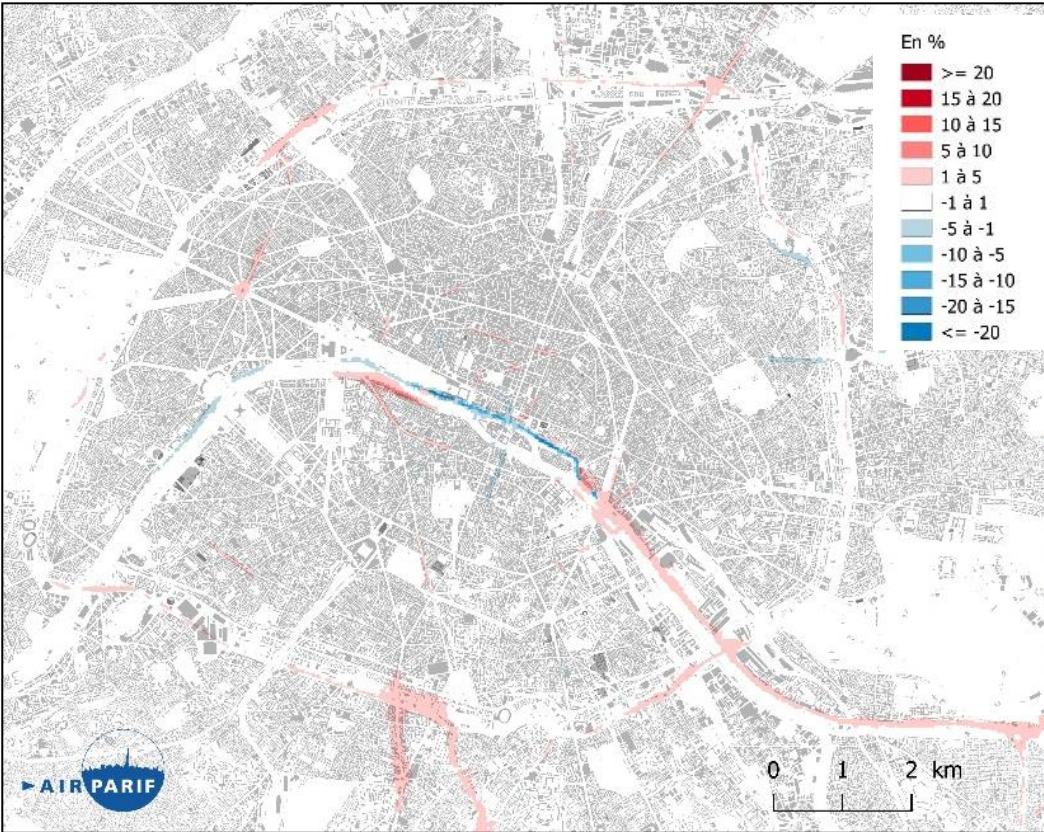 En %
>= 20
15 à 20
10 à 15
5 à 10
1 à 5
-1 à 1
-5 à -1
-10 à -5
-15 à -10
-20 à -15
<= -20
AIRPARIF
0 1 2 km